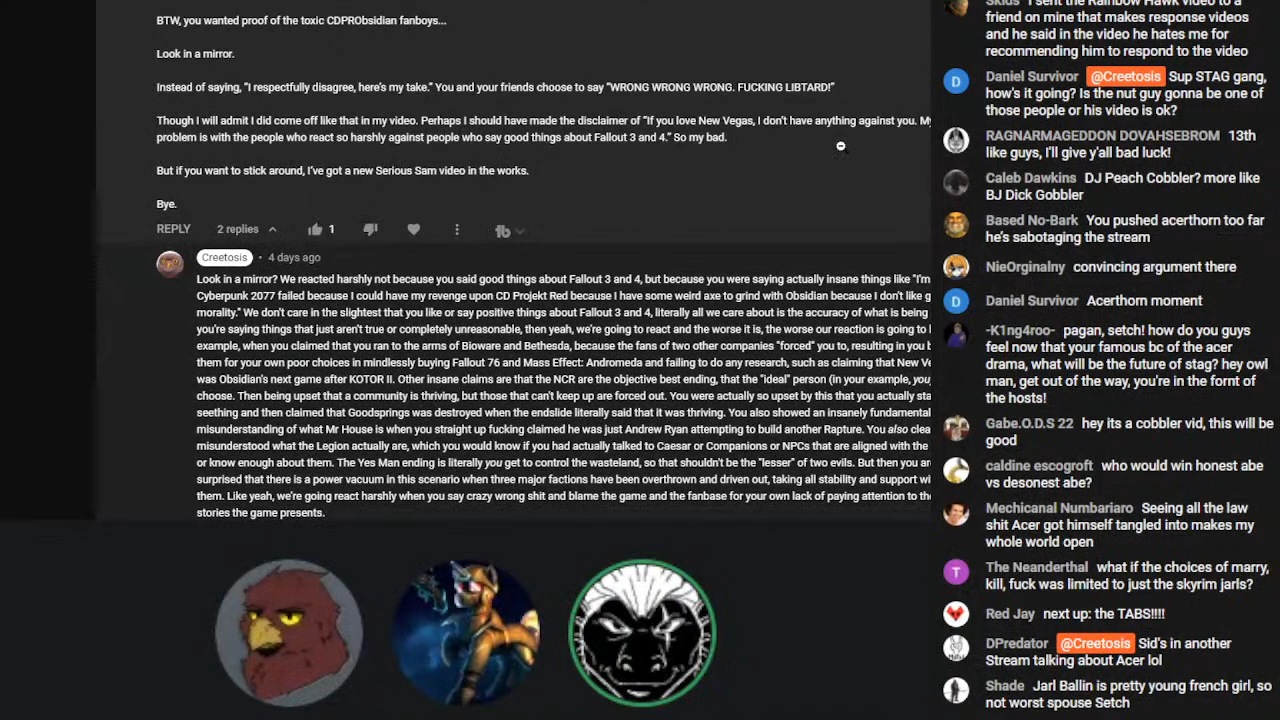 BTW, you wanted proof of the toxic CDPRObsidian fanboys...
Look in a mirror.
Instead of saying, "I respectfully disagree, here's my take." You and your friends choose to say "WRONG WRONG WRONG. FUCKING LIBTARD!"
Though I will admit I did come off like that in my video. Perhaps I should have made the disclaimer of "If you love New Vegas, I don't have anything against you. My
problem is with the people who react so harshly against people who say good things about Fallout 3 and 4." So my bad.
But if you want to stick around, I've got a new Serious Sam video in the works.
Bye.
REPLY 2 replies 1
Creetosis • 4 days ago
Look in a mirror? We reacted harshly not because you said good things about Fallout 3 and 4, but because you were saying actually insane things like "I'm
Cyberpunk 2077 failed because I could have my revenge upon CD Projekt Red because I have some weird axe to grind with Obsidian because I don't like g
morality." We don't care in the slightest that you like or say positive things about Fallout 3 and 4, literally all we care about is the accuracy of what is being
you're saying things that just aren't true or completely unreasonable, then yeah, we're going to react and the worse it is, the worse our reaction is going to
example, when you claimed that you ran to the arms of Bioware and Bethesda, because the fans of two other companies "forced" you to, resulting in you b
them for your own poor choices in mindlessly buying Fallout 76 and Mass Effect: Andromeda and failing to do any research, such as claiming that New Ve
was Obsidian's next game after KOTOR II. Other insane claims are that the NCR are the objective best ending, that the "ideal" person (in your example, you
choose. Then being upset that a community is thriving, but those that can't keep up are forced out. You were actually so upset by this that you actually sta
seething and then claimed that Goodsprings was destroyed when the endslide literally said that it was thriving. You also showed an insanely fundamental
misunderstanding of what Mr House is when you straight up fucking claimed he was just Andrew Ryan attempting to build another Rapture. You also clea
misunderstood what the Legion actually are, which you would know if you had actually talked to Caesar or Companions or NPCs that are aligned with the
or know enough about them. The Yes Man ending is literally you get to control the wasteland, so that shouldn't be the "lesser" of two evils. But then you are
surprised that there is a power vacuum in this scenario when three major factions have been overthrown and driven out, taking all stability and support wi
them. Like yeah, we're going react harshly when you say crazy wrong shit and blame the game and the fanbase for your own lack of paying attention to the
stories the game presents.
Skids I sent the Rainbow Hawk video to a
friend on mine that makes response videos
and he said in the video he hates me for
recommending him to respond to the video
D Daniel Survivor @Creetosis Sup STAG gang,
how's it going? Is the nut guy gonna be one of
those people or his video is ok?
RAGNARMAGEDDON DOVAHSEBROM 13th
like guys, I'll give y'all bad luck!
Caleb Dawkins DJ Peach Cobbler? more like
BJ Dick Gobbler
Based No-Bark You pushed acerthorn too far
he's sabotaging the stream
NieOrginalny convincing argument there
D Daniel Survivor Acerthorn moment
-K1ng4roo- pagan, setch! how do you guys
feel now that your famous bc of the acer
drama, what will be the future of stag? hey owl
man, get out of the way, you're in the fornt of
the hosts!
Gabe.O.D.S 22 hey its a cobbler vid, this will be
good
caldine escogroft who would win honest abe
vs desonest abe?
Mechicanal Numbariaro Seeing all the law
shit Acer got himself tangled into makes my
whole world open
T The Neanderthal what if the choices of marry,
kill, fuck was limited to just the skyrim jarls?
Red Jay next up: the TABS!!!!
DPredator @Creetosis Sid's in another
Stream talking about Acer lol
Shade Jarl Ballin is pretty young french girl, so
not worst spouse Setch